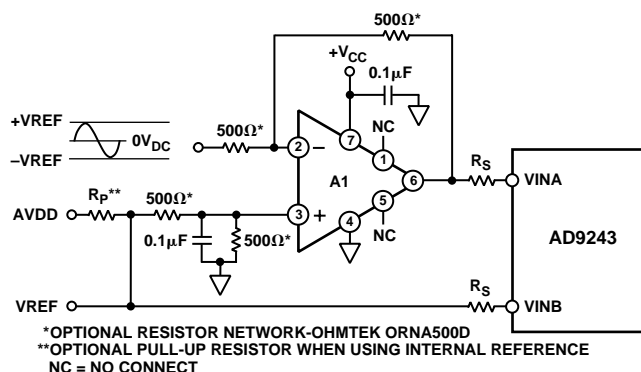 500Ω*
+VCC
0.1µF
+VREF
0VDC
–VREF
500Ω*
2
–
7
NC
1
A1
6
RS
VINA
RP**
AVDD
500Ω*
3
+
5
4
NC
0.1µF
500Ω*
AD9243
VREF
RS
VINB
*OPTIONAL RESISTOR NETWORK-OHMTEK ORNA500D
**OPTIONAL PULL-UP RESISTOR WHEN USING INTERNAL REFERENCE
NC = NO CONNECT